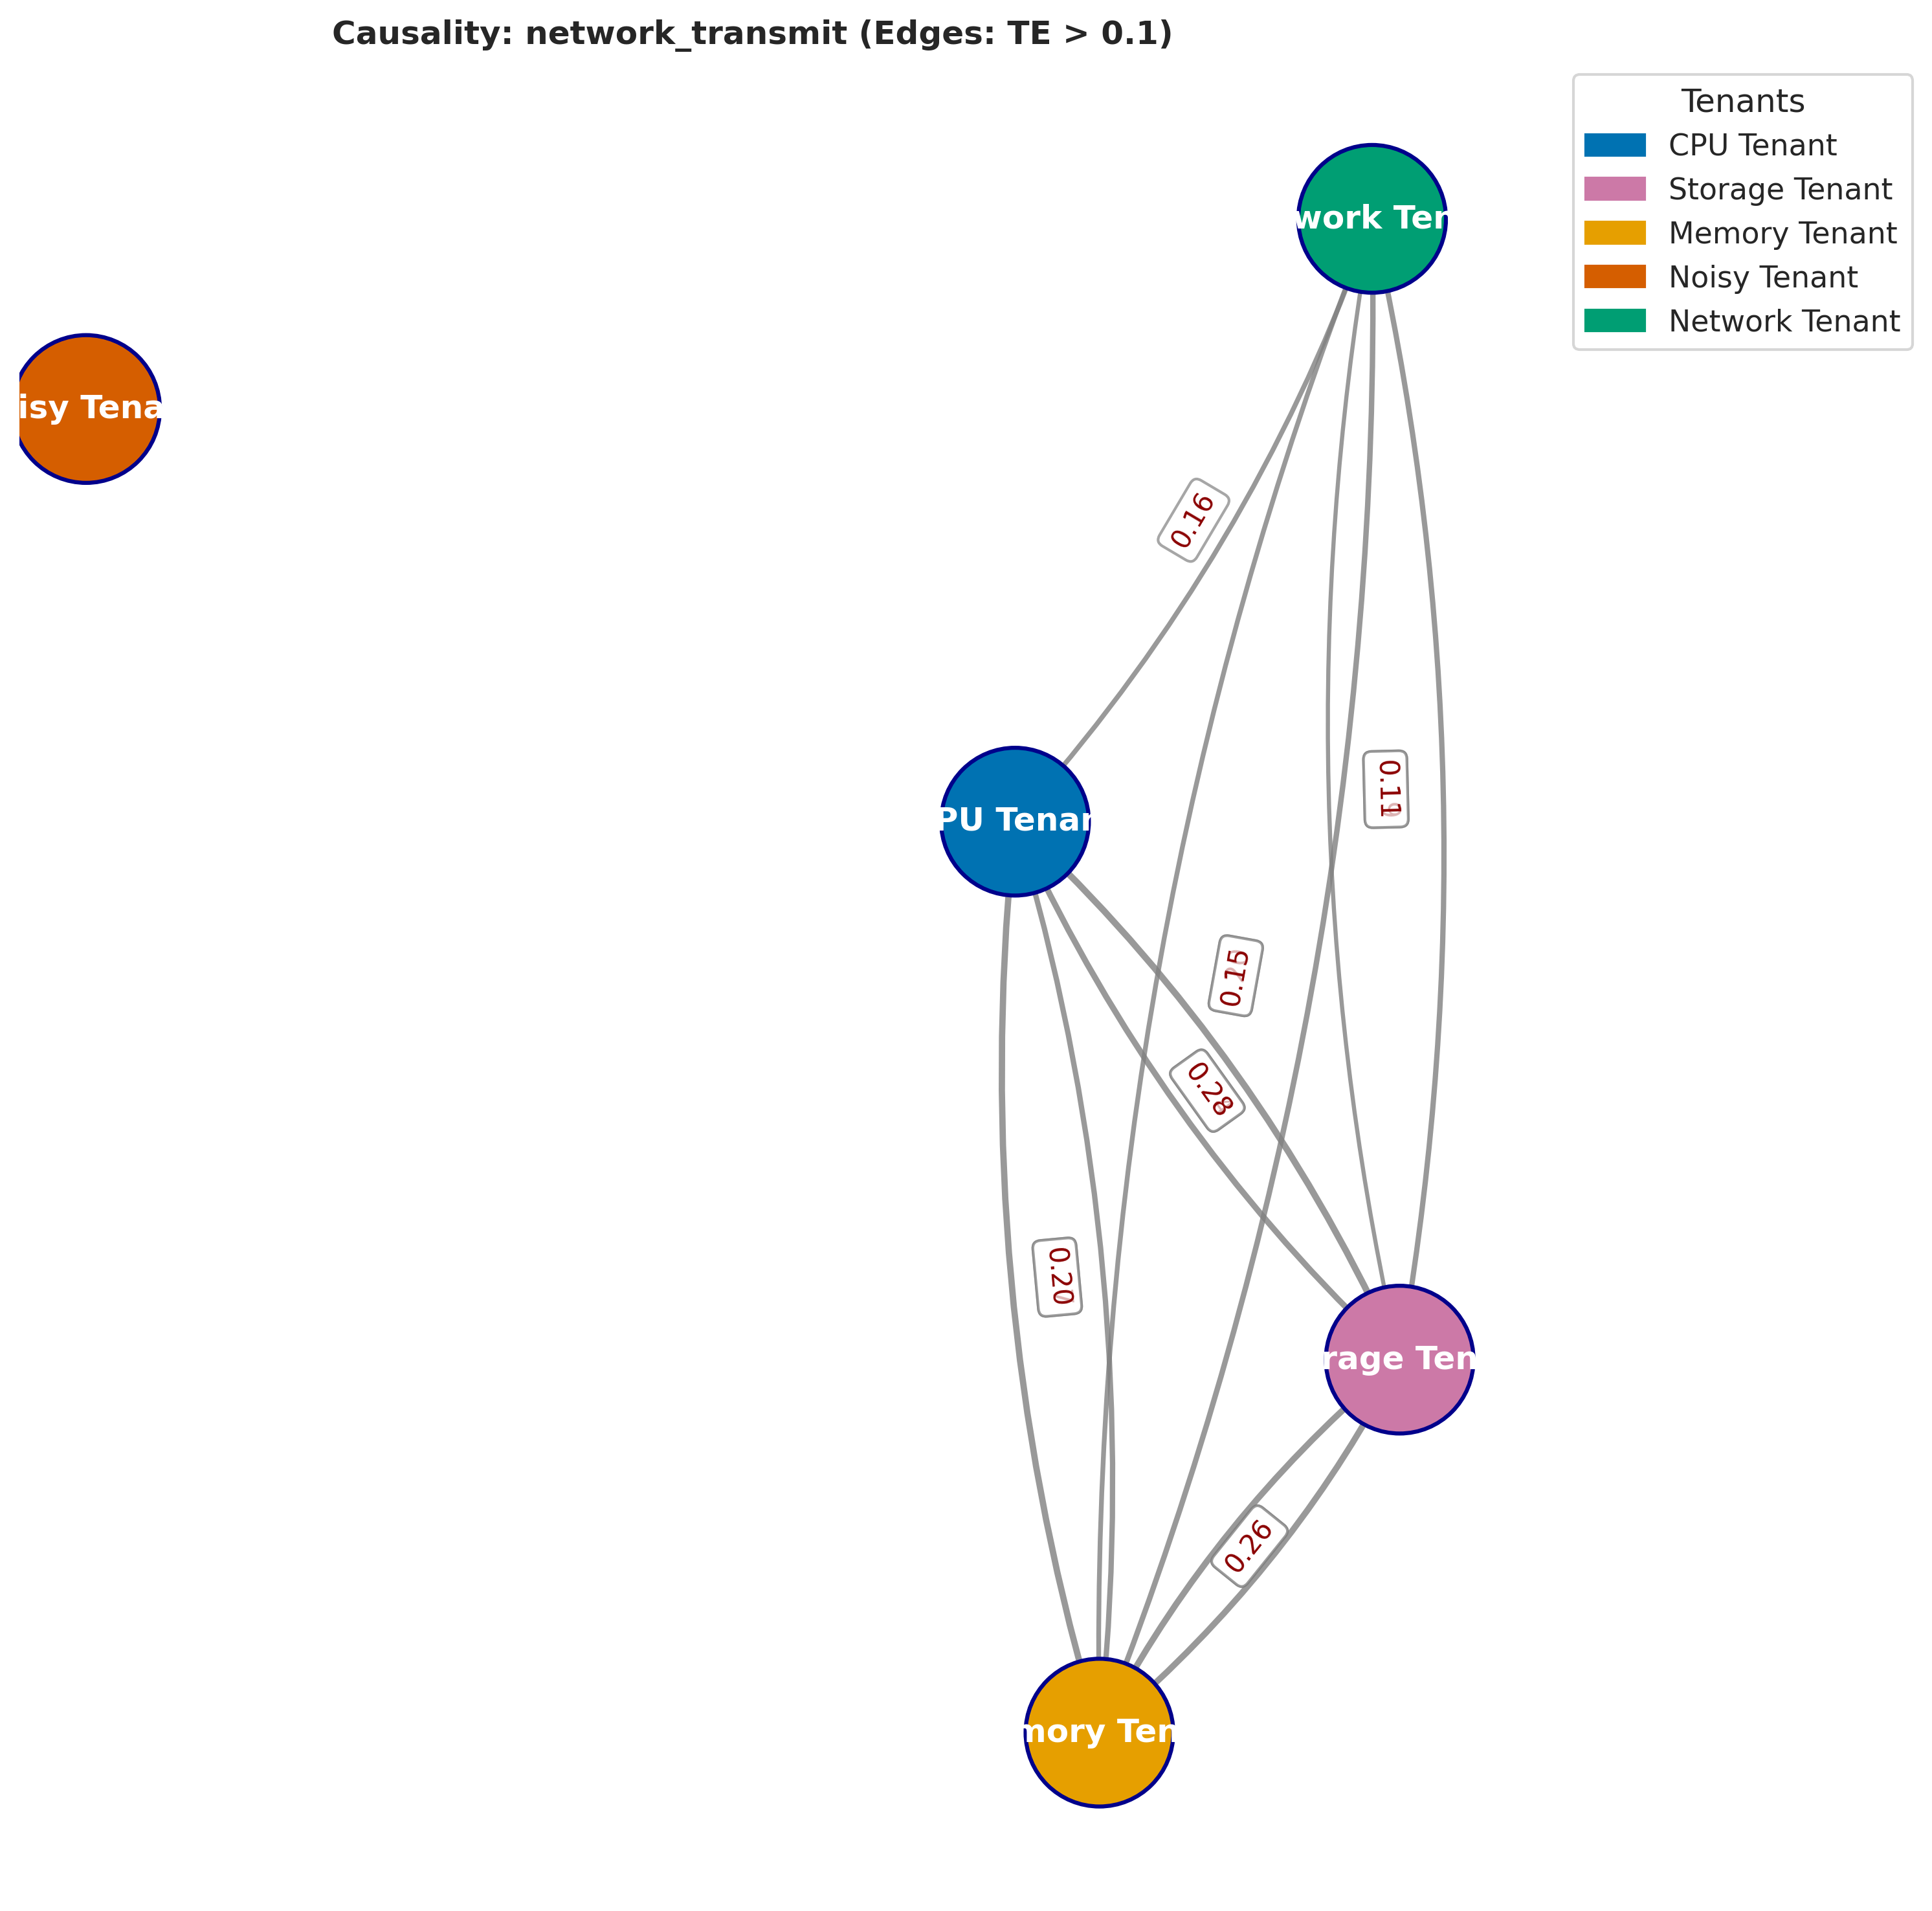 Causality: network_transmit (Edges: TE > 0.1)
Tenants
CPU Tenant
Storage Tenant
Memory Tenant
Noisy Tenant
Network Tenant
work Ten
isy Tena
0.16
0.11
PU Tenan
0.15
0.28
0.20
rage Ten
0.26
mory Ten